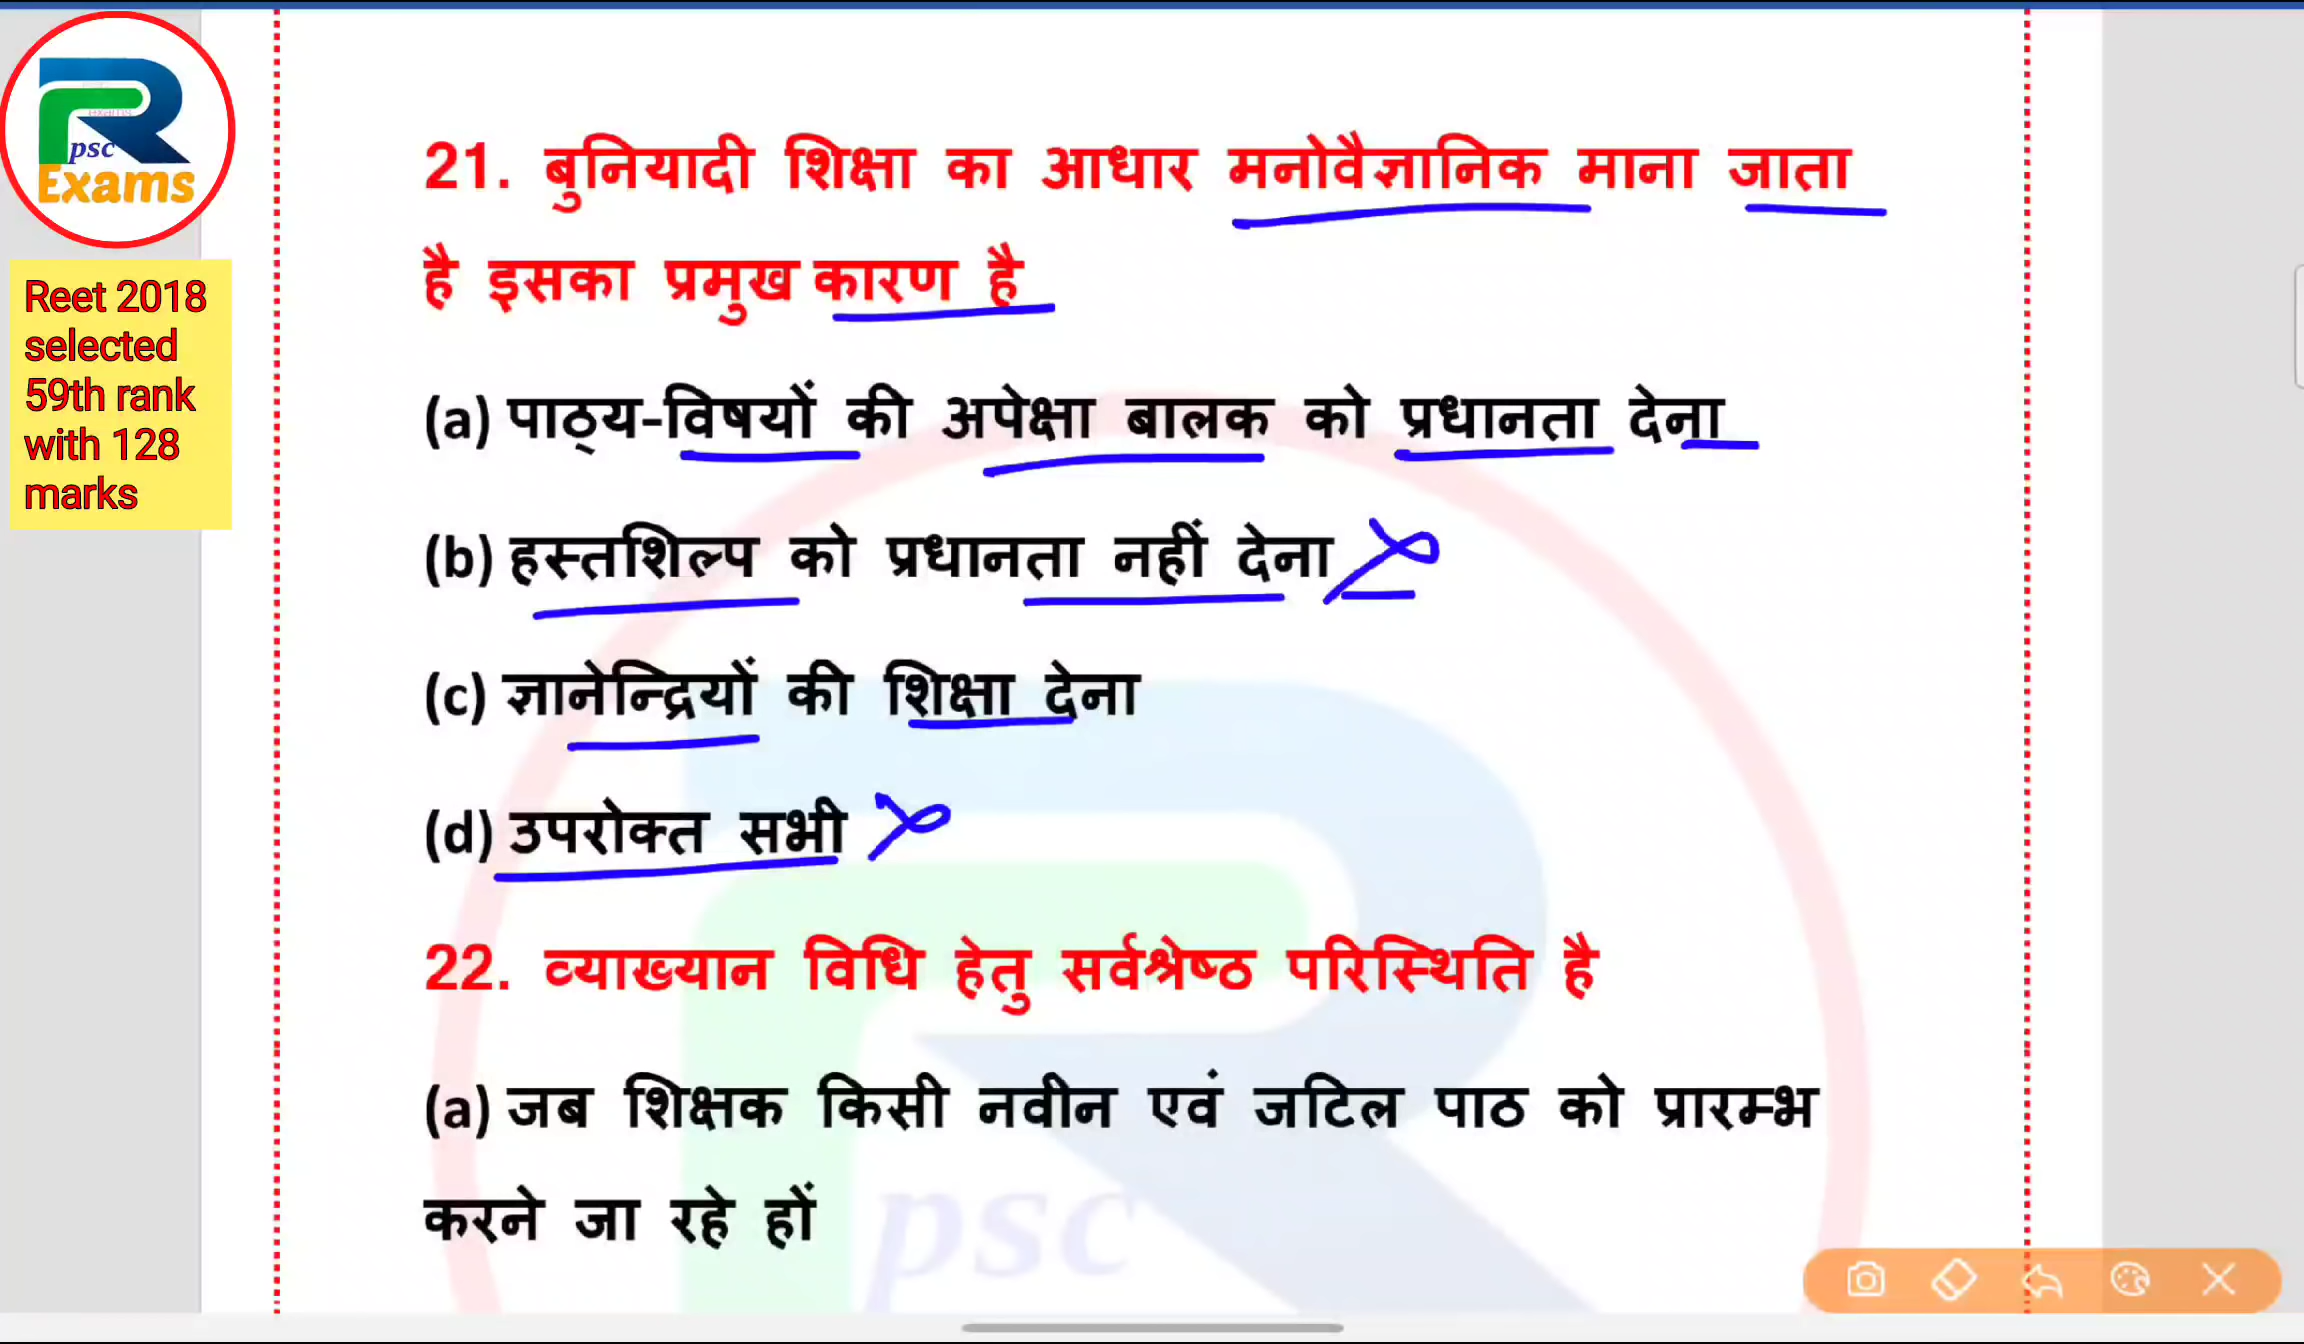 psc
Exams
Reet 2018
selected
59th rank
with 128
marks
21. बुनियादी शिक्षा का आधार मनोवैज्ञानिक माना जाता
है इसका प्रमुख कारण है
(a) पाठ्य-विषयों की अपेक्षा बालक को प्रधानता देना
(b) हस्तशिल्प को प्रधानता नहीं देना
(c) ज्ञानेन्द्रियों की शिक्षा देना
(d) उपरोक्त सभी
22. व्याख्यान विधि हेतु सर्वश्रेष्ठ परिस्थिति है
(a) जब शिक्षक किसी नवीन एवं जटिल पाठ को प्रारम्भ
करने जा रहे हों
psc